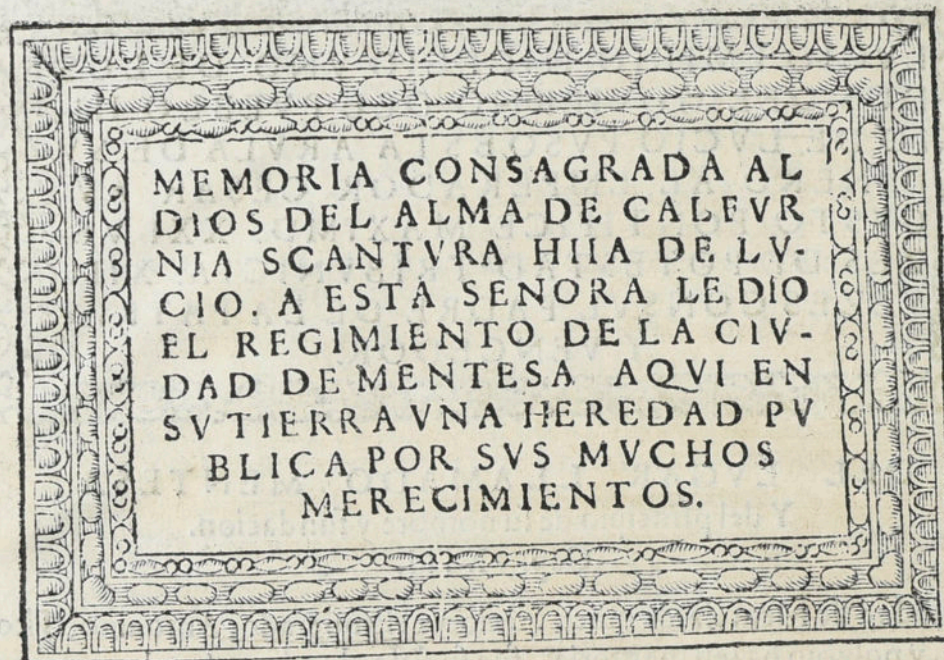 MEMORIA CONSAGRADA AL
DIOS DEL ALMA DE CALFVR
NIA SCANTVRA HIIA DE LV-
CIO. A ESTA SENORA LE DIO
EL REGIMIENTO DE LA CIV-
DAD DE MENTESA AQVI EN
SV TIERRA VNA HEREDAD PV
BLICA POR SVS MVCHOS
MERECIMIENTOS.